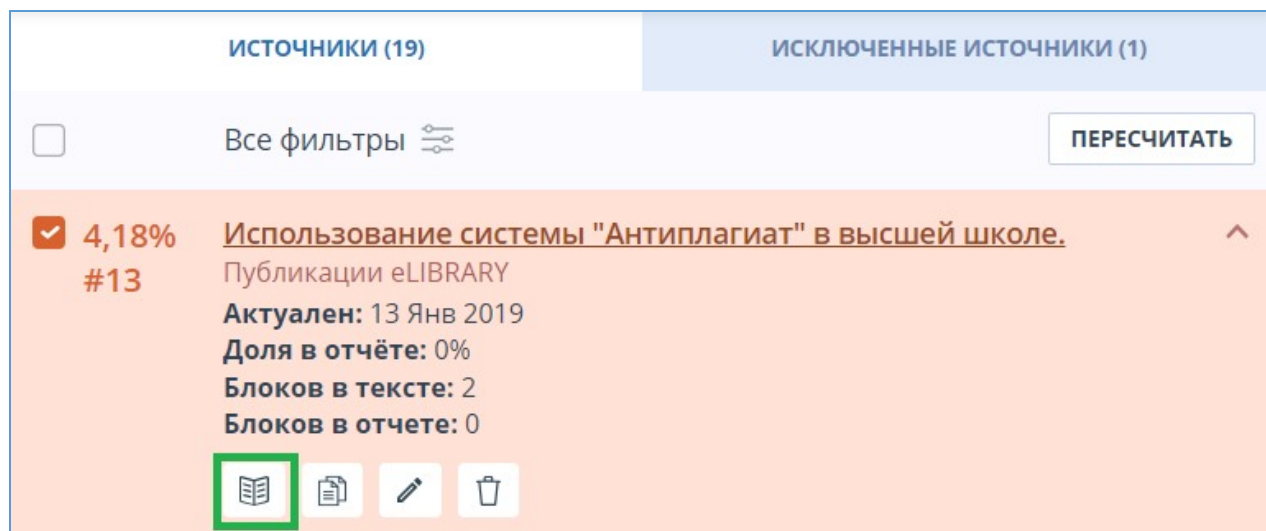 ИСТОЧНИКИ (19)
ИСКЛЮЧЕННЫЕ ИСТОЧНИКИ (1)
Все фильтры
ПЕРЕСЧИТАТЬ
4,18%
#13
Использование системы "Антиплагиат" в высшей школе.
Публикации eLIBRARY
Актуален: 13 Янв 2019
Доля в отчёте: 0%
Блоков в тексте: 2
Блоков в отчете: 0